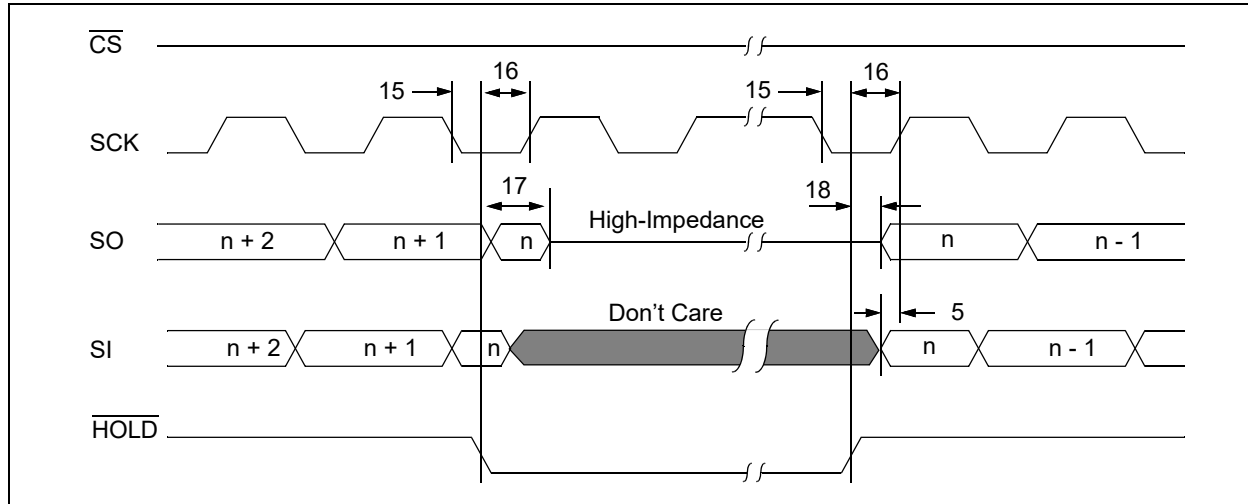 CS
15 16 15 16
SCK
17 18
SO n + 2 n + 1 n High-Impedance n n - 1
Don't Care 5
SI n + 2 n + 1 n n n - 1
HOLD